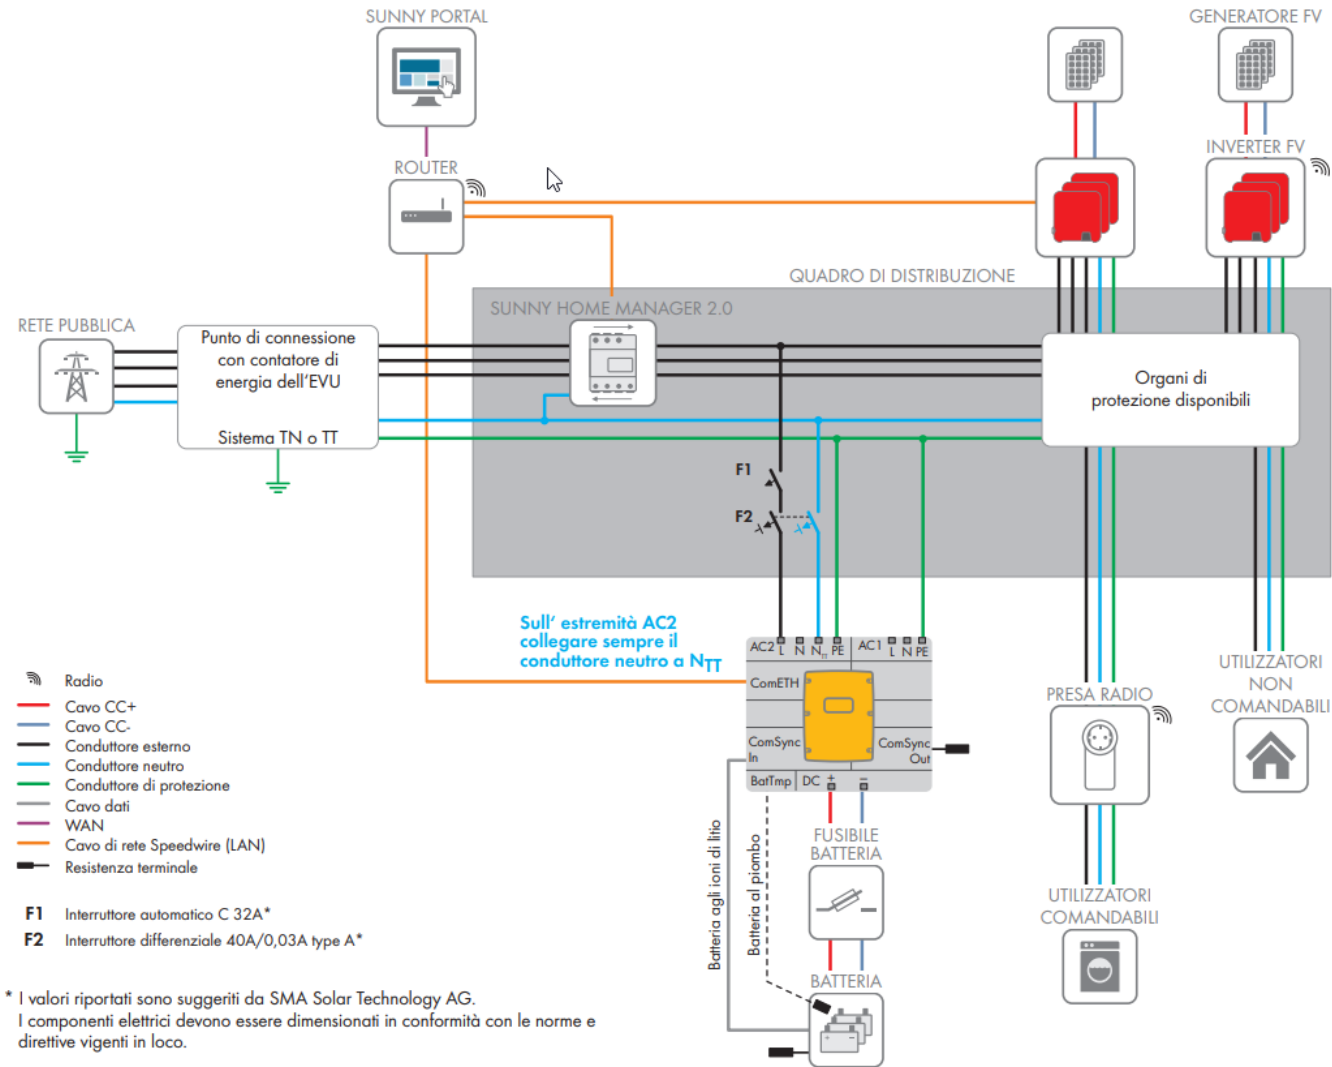 SUNNY PORTAL
GENERATORE FV
ROUTER
INVERTER FV
QUADRO DI DISTRIBUZIONE
SUNNY HOME MANAGER 2.0
RETE PUBBLICA
Punto di connessione
con contatore di
energia dell'EVU
Sistema TN o TT
Organi di
protezione disponibili
F1
F2
Sull' estremità AC2
collegare sempre il
conduttore neutro a NTT
AC2 L N NTT PE AC1 L N PE
ComETH
ComSync
In
ComSync
Out
BatTmp DC + −
Batteria agli ioni di litio
Batteria al piombo
FUSIBILE
BATTERIA
BATTERIA
PRESA RADIO
UTILIZZATORI
COMANDABILI
UTILIZZATORI
NON
COMANDABILI
Radio
Cavo CC+
Cavo CC-
Conduttore esterno
Conduttore neutro
Conduttore di protezione
Cavo dati
WAN
Cavo di rete Speedwire (LAN)
Resistenza terminale
F1 Interruttore automatico C 32A*
F2 Interruttore differenziale 40A/0,03A type A*
* I valori riportati sono suggeriti da SMA Solar Technology AG.
I componenti elettrici devono essere dimensionati in conformità con le norme e
direttive vigenti in loco.